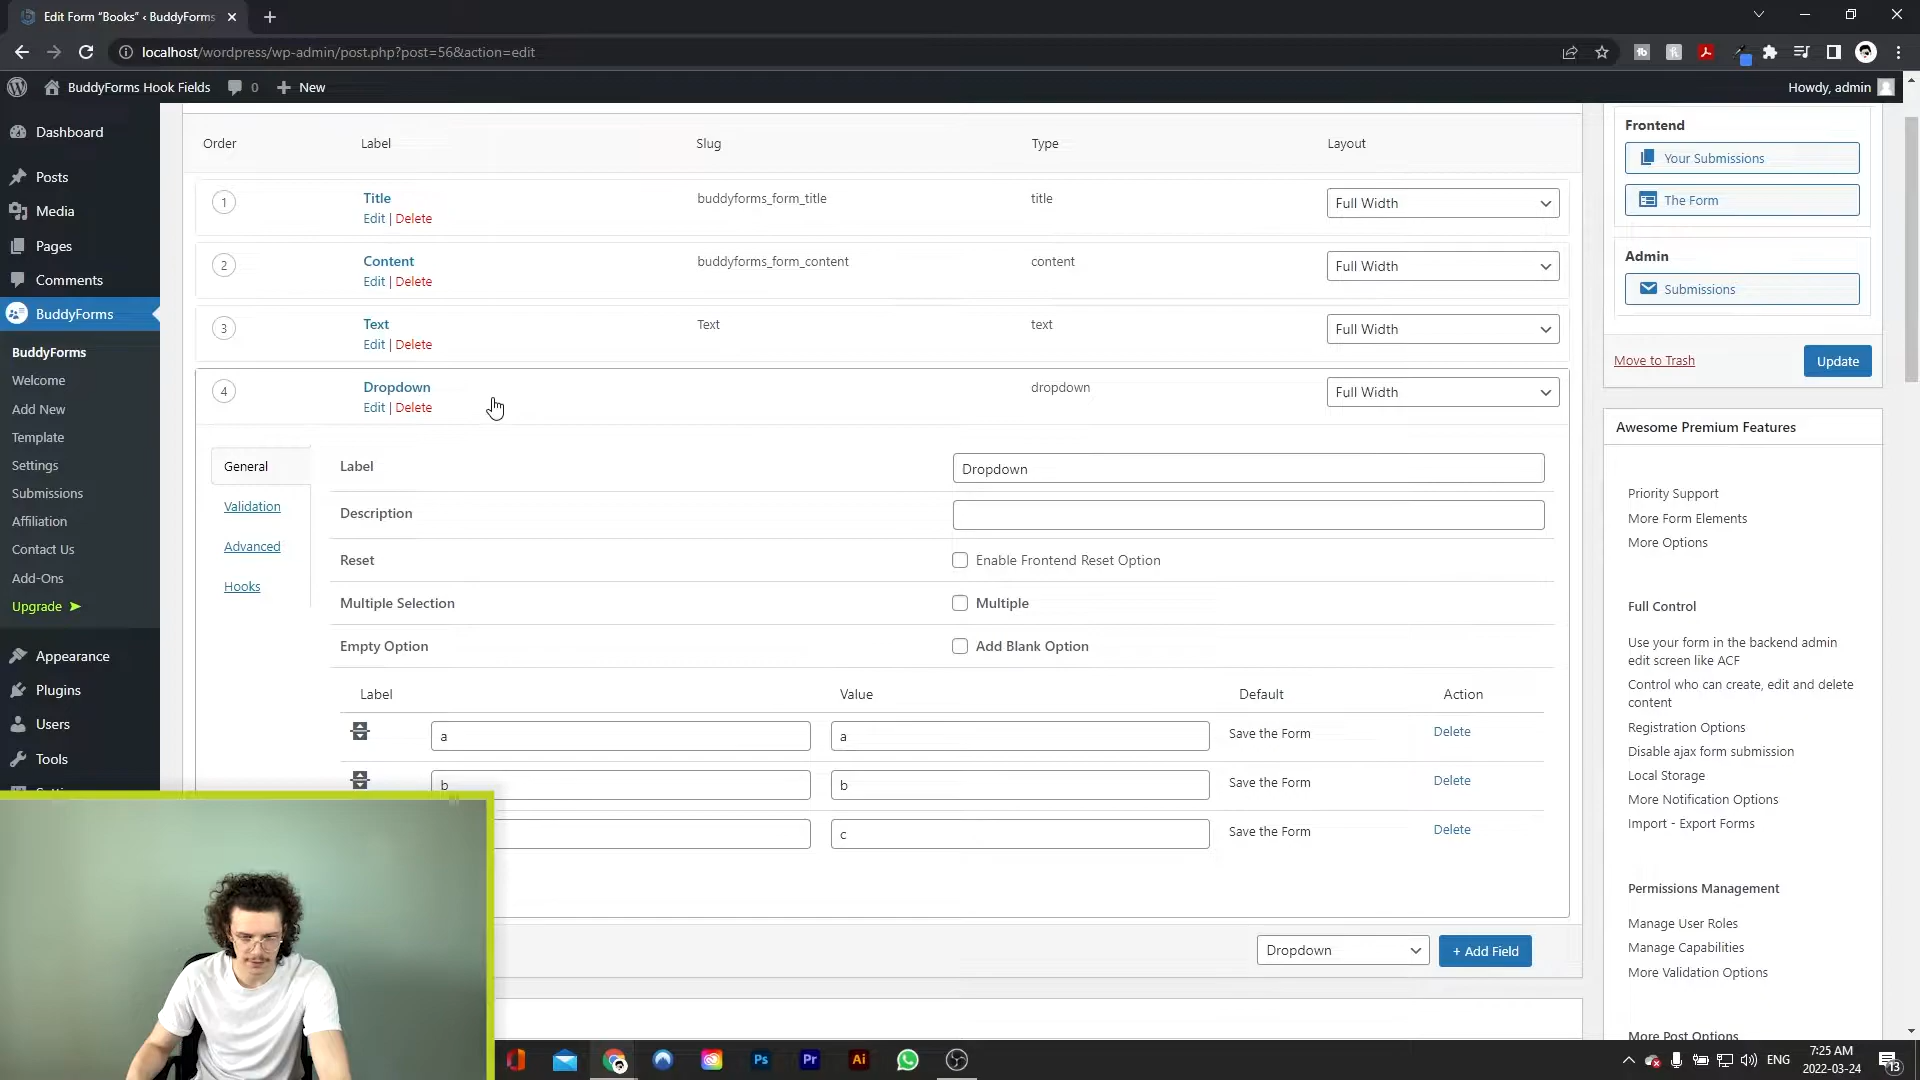 Edit Form “Books” ‹ BuddyForms
localhost/wordpress/wp-admin/post.php?post=56&action=edit
BuddyForms Hook Fields
0
New
Howdy, admin
Dashboard
Posts
Media
Pages
Comments
BuddyForms
BuddyForms
Welcome
Add New
Template
Settings
Submissions
Affiliation
Contact Us
Add-Ons
Upgrade ➤
Appearance
Plugins
Users
Tools
Order Label Slug Type Layout
1 Title buddyforms_form_title title Full Width
Edit | Delete
2 Content buddyforms_form_content content Full Width
Edit | Delete
3 Text Text text Full Width
Edit | Delete
4 Dropdown dropdown Full Width
Edit | Delete
General
Validation
Advanced
Hooks
Label Dropdown
Description
Reset Enable Frontend Reset Option
Multiple Selection Multiple
Empty Option Add Blank Option
Label Value Default Action
a a Save the Form Delete
b b Save the Form Delete
c Save the Form Delete
Dropdown + Add Field
Frontend
Your Submissions
The Form
Admin
Submissions
Move to Trash Update
Awesome Premium Features
Priority Support
More Form Elements
More Options
Full Control
Use your form in the backend admin
edit screen like ACF
Control who can create, edit and delete
content
Registration Options
Disable ajax form submission
Local Storage
More Notification Options
Import - Export Forms
Permissions Management
Manage User Roles
Manage Capabilities
More Validation Options
More Post Options
Ps
Pr
Ai
ENG
7:25 AM
2022-03-24
13